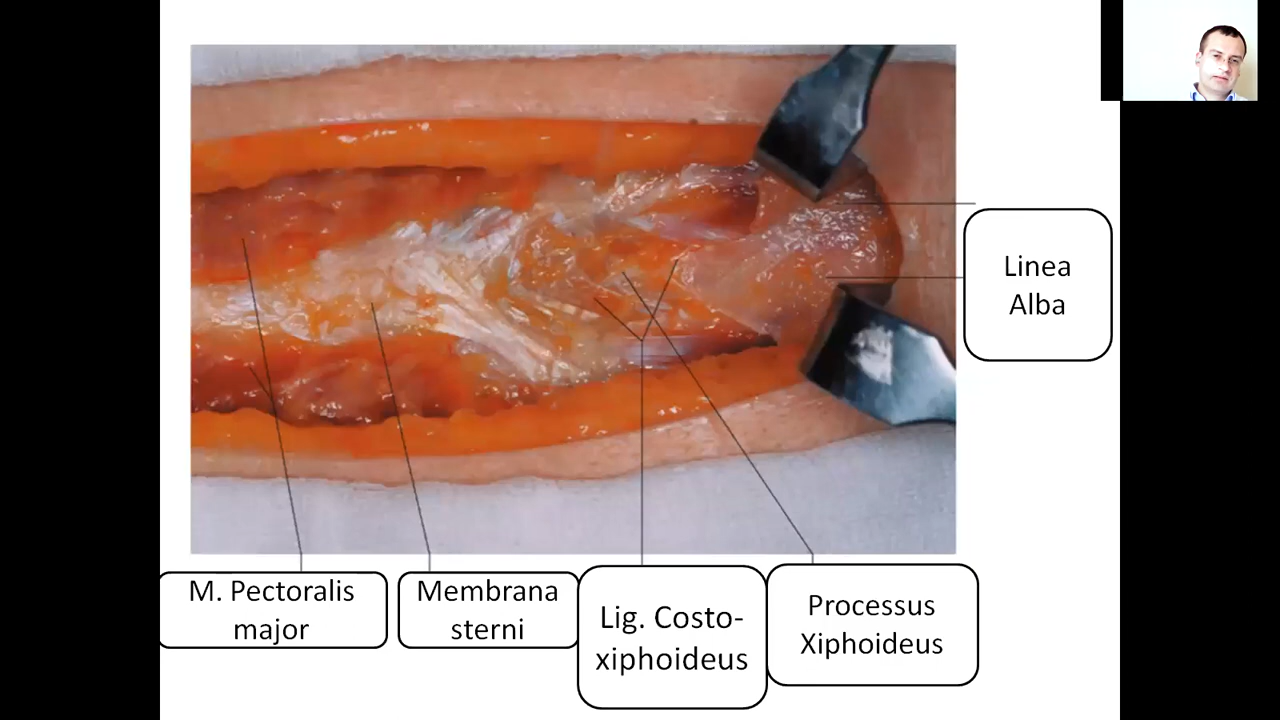 Linea
Alba
M. Pectoralis
major
Membrana
sterni
Lig. Costo-
xiphoideus
Processus
Xiphoideus